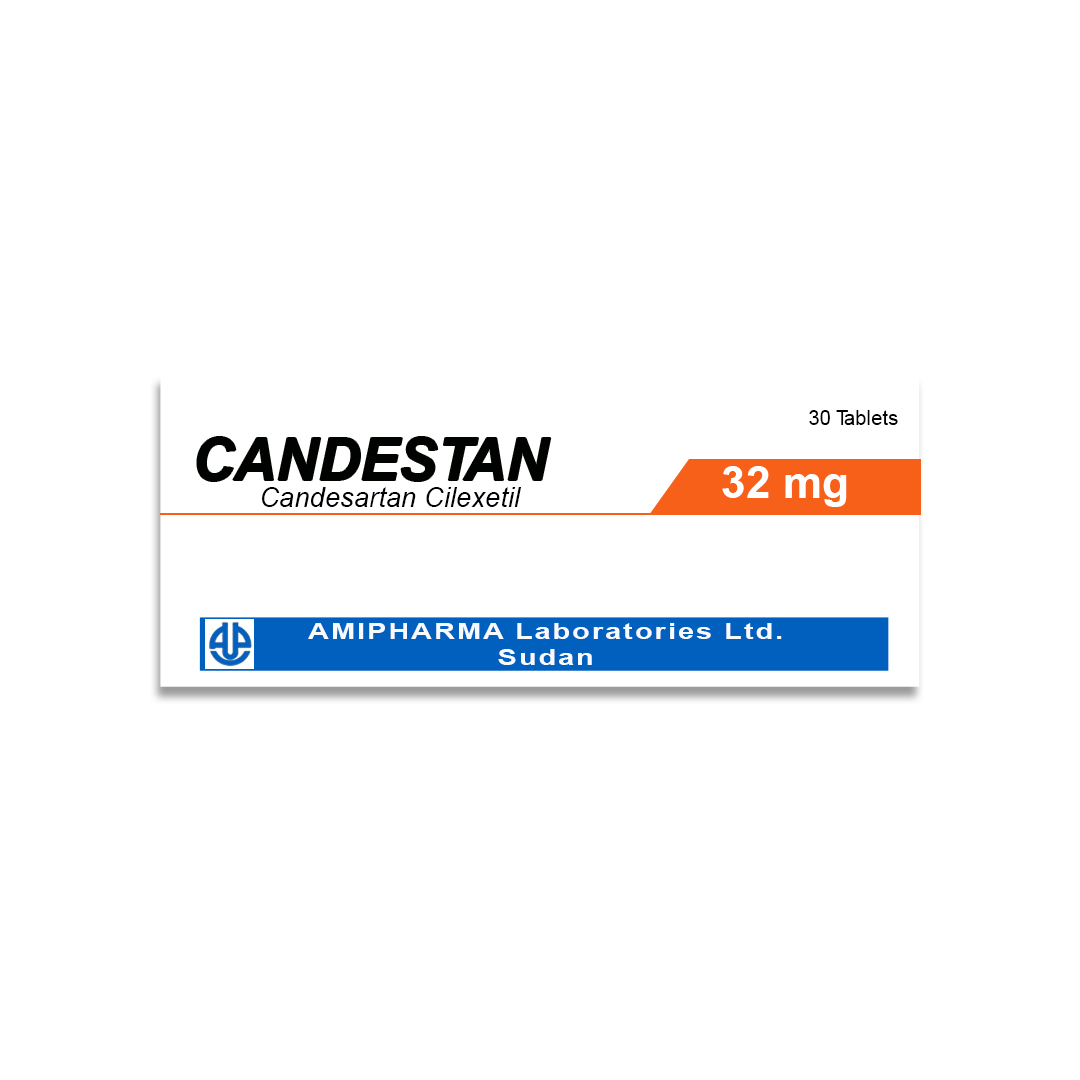 30 Tablets
CANDESTAN
32 mg
Candesartan Cilexetil
AMIPHARMA Laboratories Ltd.
Sudan